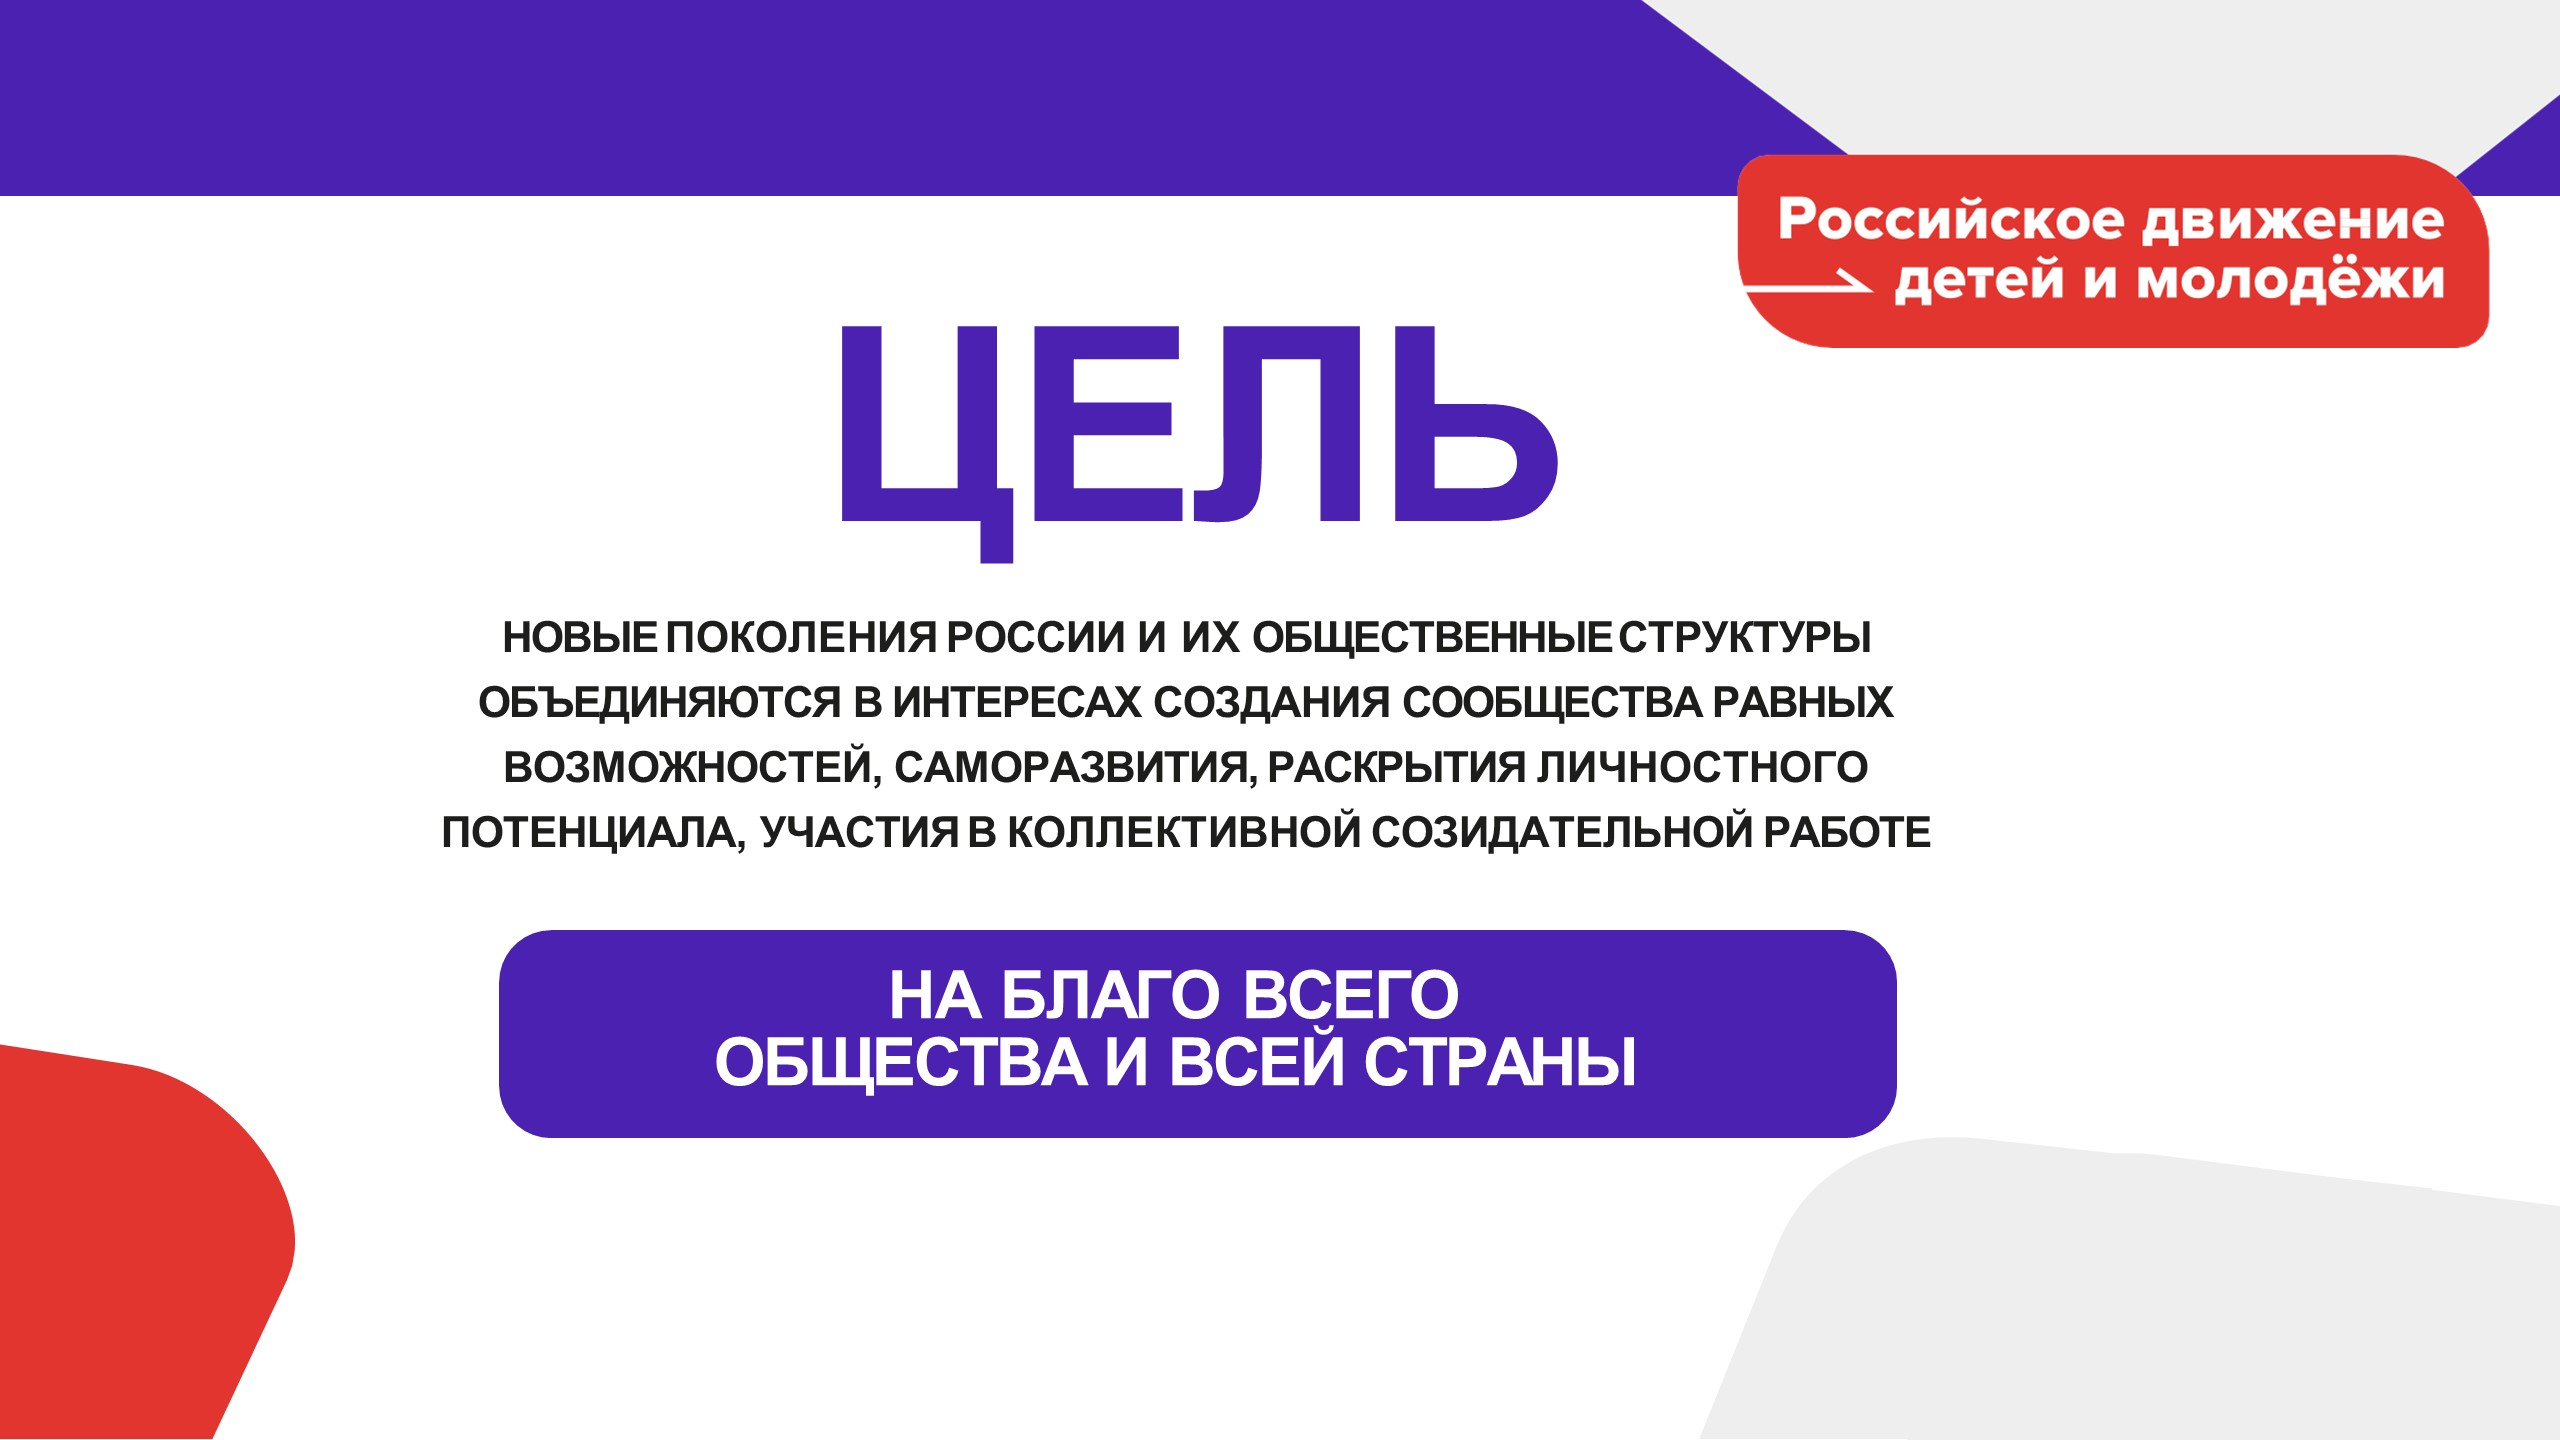 Российское движение
детей и молодёжи
ЦЕЛЬ
НОВЫЕ ПОКОЛЕНИЯ РОССИИ И ИХ ОБЩЕСТВЕННЫЕ СТРУКТУРЫ
ОБЪЕДИНЯЮТСЯ В ИНТЕРЕСАХ СОЗДАНИЯ СООБЩЕСТВА РАВНЫХ
ВОЗМОЖНОСТЕЙ, САМОРАЗВИТИЯ, РАСКРЫТИЯ ЛИЧНОСТНОГО
ПОТЕНЦИАЛА, УЧАСТИЯ В КОЛЛЕКТИВНОЙ СОЗИДАТЕЛЬНОЙ РАБОТЕ
НА БЛАГО ВСЕГО
ОБЩЕСТВА И ВСЕЙ СТРАНЫ